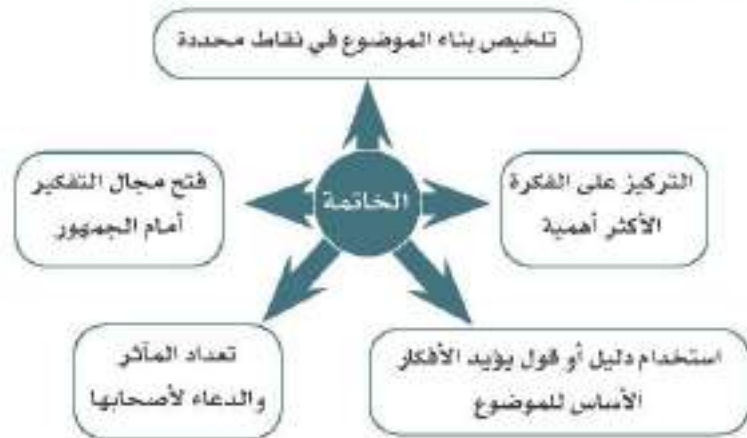 تلخيص بناء الموضوع في نقاط محددة
التركيز على الفكرة
الأكثر أهمية
الخاتمة
فتح مجال التفكير
أمام الجمهور
استخدام دليل أو قول يؤيد الأفكار
الأساس للموضوع
تعداد المآثر
والدعاء لأصحابها